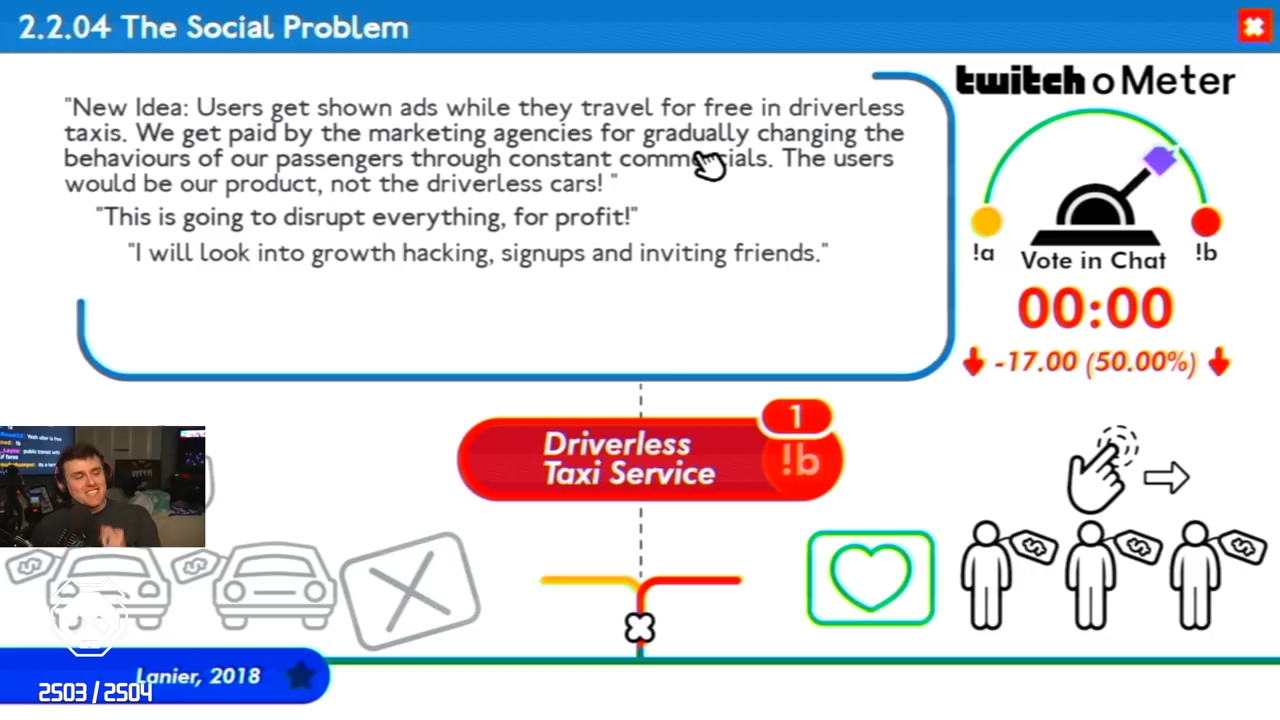 2.2.04 The Social Problem
"New Idea: Users get shown ads while they travel for free in driverless
taxis. We get paid by the marketing agencies for gradually changing the
behaviours of our passengers through constant commercials. The users
would be our product, not the driverless cars! "
"This is going to disrupt everything, for profit!"
"I will look into growth hacking, signups and inviting friends."
twitch o Meter
!a
Vote in Chat
!b
00:00
-17.00 (50.00%)
1
Driverless
Taxi Service
!b
Lanier, 2018
2503 / 2504